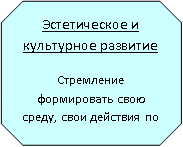 Эстетическое и
культурное развитие
Стремление
формировать свою
среду, свои действия по